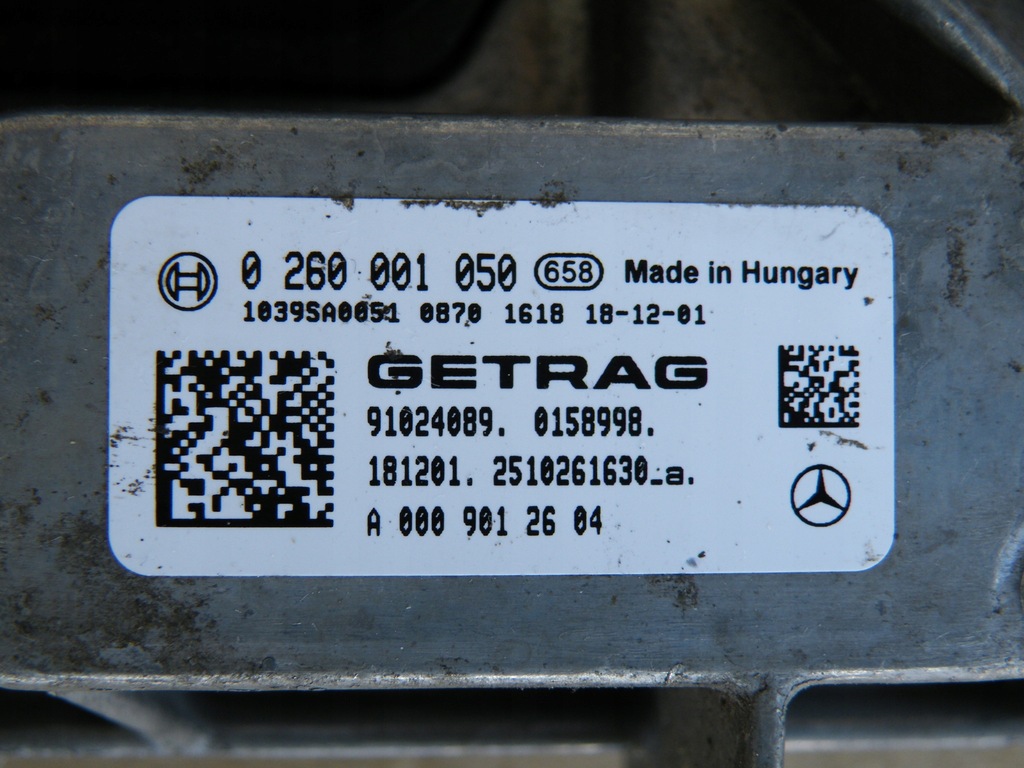 0 260 001 050 658 Made in Hungary
1039SA0051 0870 1618 18-12-01
GETRAG
91024089. 0158998.
181201. 2510261630_a.
A 000 901 26 04